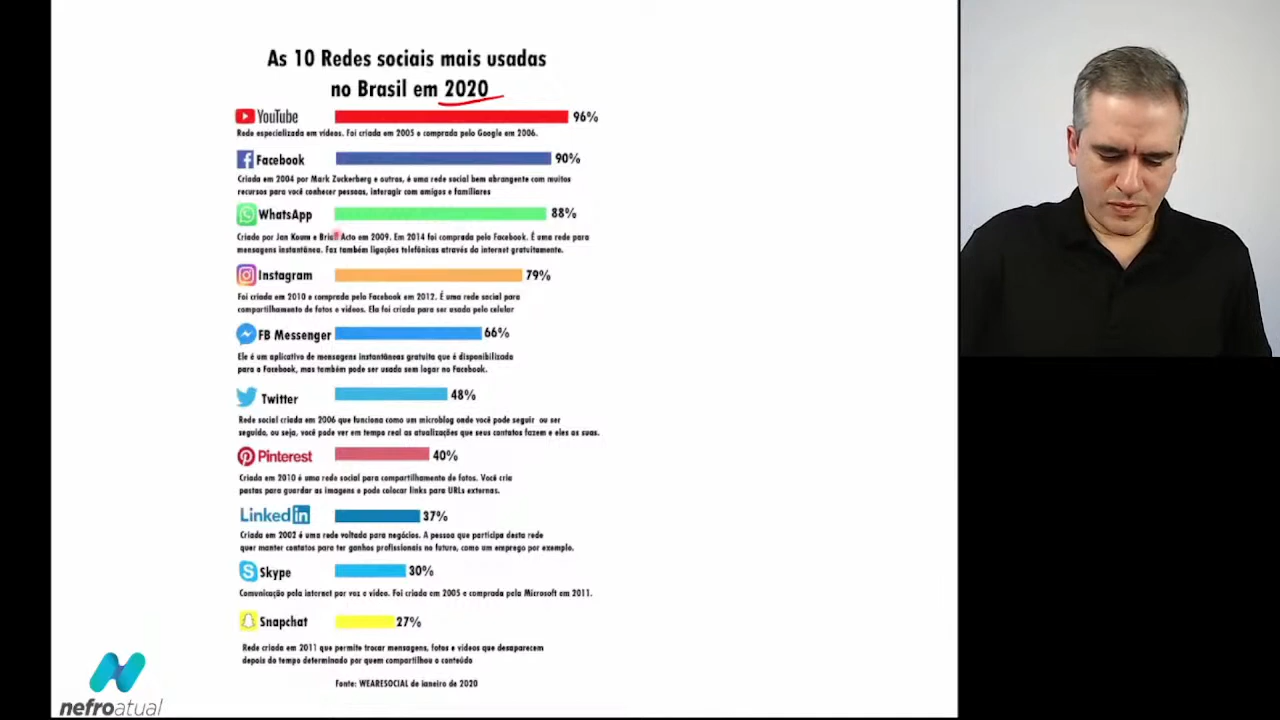 As 10 Redes sociais mais usadas
no Brasil em 2020
YouTube 96%
Rede especializada em vídeos. Foi criada em 2005 e comprada pelo Google em 2006.
Facebook 90%
Criada em 2004 por Mark Zuckerberg e outros, é uma rede social bem abrangente com muitos
recursos para você conhecer pessoas, interagir com amigos e familiares
WhatsApp 88%
Criado por Jan Koum e Brian Acto em 2009. Em 2014 foi comprada pelo Facebook. É uma rede para
mensagens instantânea. Faz também ligações telefônicas através da internet gratuitamente.
Instagram 79%
Foi criada em 2010 e comprada pelo Facebook em 2012. É uma rede social para
compartilhamento de fotos e vídeos. Ela foi criada para ser usada pelo celular
FB Messenger 66%
Ele é um aplicativo de mensagens instantâneas gratuita que é disponibilizada
para o Facebook, mas também pode ser usada sem logar no Facebook.
Twitter 48%
Rede social criada em 2006 que funciona como um microblog onde você pode seguir ou ser
seguido, ou seja, você pode ver em tempo real as atualizações que seus contatos fazem e eles as suas.
Pinterest 40%
Criada em 2010 é uma rede social para compartilhamento de fotos. Você cria
pastas para guardar as imagens e pode colocar links para URLs externas.
Linked in 37%
Criada em 2002 é uma rede voltada para negócios. A pessoa que participa desta rede
quer manter contatos para ter ganhos profissionais no futuro, como um emprego por exemplo.
Skype 30%
Comunicação pela internet por voz e vídeo. Foi criada em 2005 e comprada pela Microsoft em 2011.
Snapchat 27%
Rede criada em 2011 que permite trocar mensagens, fotos e vídeos que desaparecem
depois do tempo determinado por quem compartilhou o conteúdo
Fonte: WEARESOCIAL de janeiro de 2020
nefroatual